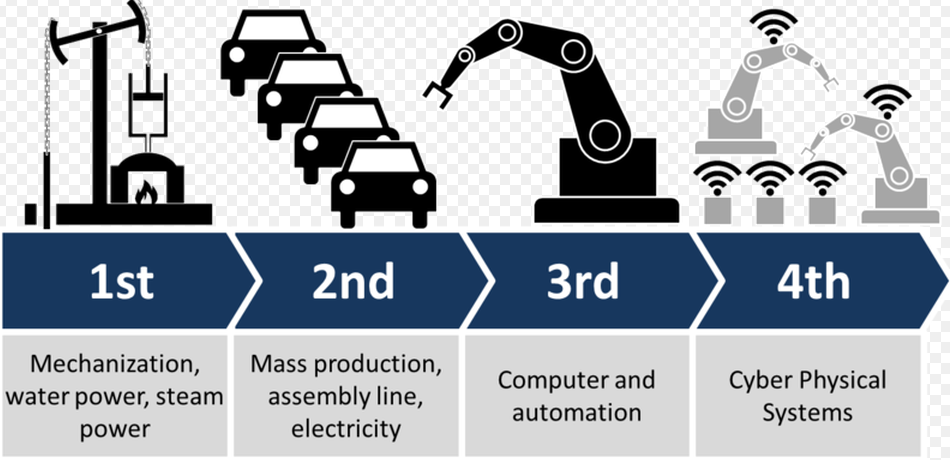 1st
2nd
3rd
4th
Mechanization,
water power, steam
power
Mass production,
assembly line,
electricity
Computer and
automation
Cyber Physical
Systems